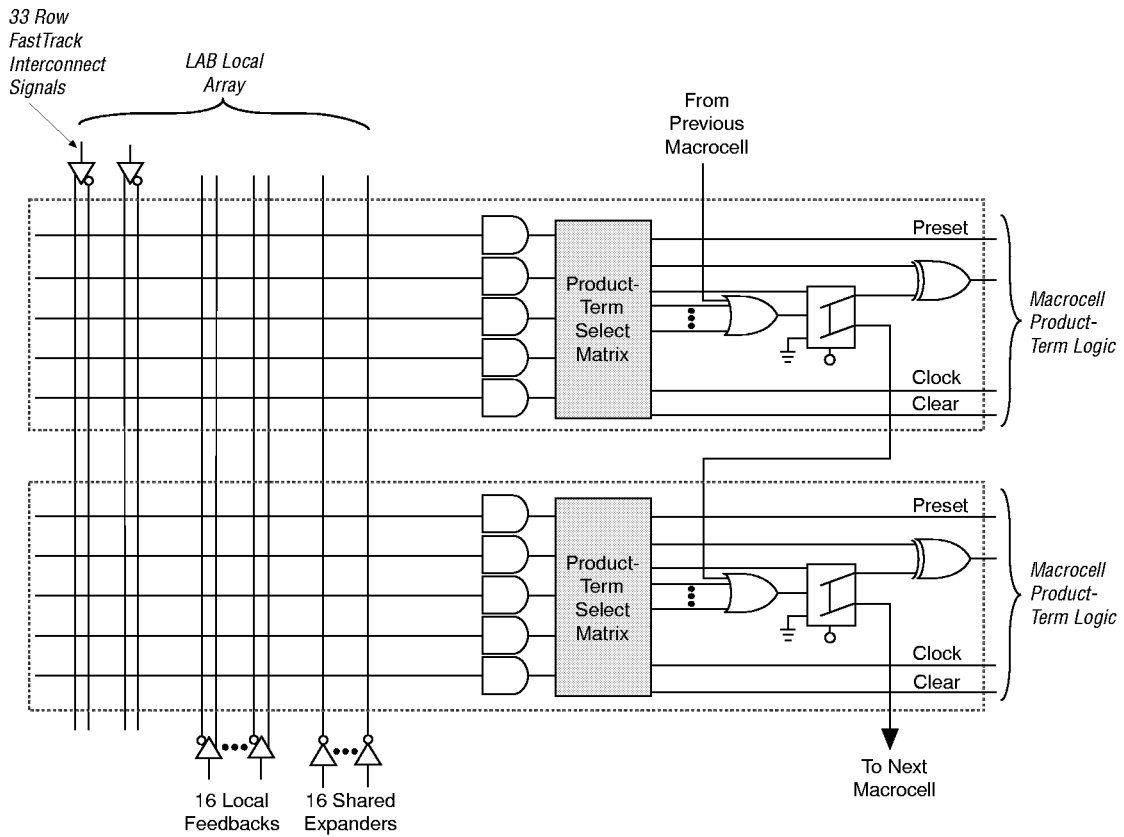 33 Row
FastTrack
Interconnect
Signals
LAB Local
Array
From
Previous
Macrocell
Preset
Product-
Term
Select
Matrix
Clock
Clear
Macrocell
Product-
Term Logic
Preset
Product-
Term
Select
Matrix
Clock
Clear
Macrocell
Product-
Term Logic
16 Local
Feedbacks
16 Shared
Expanders
To Next
Macrocell